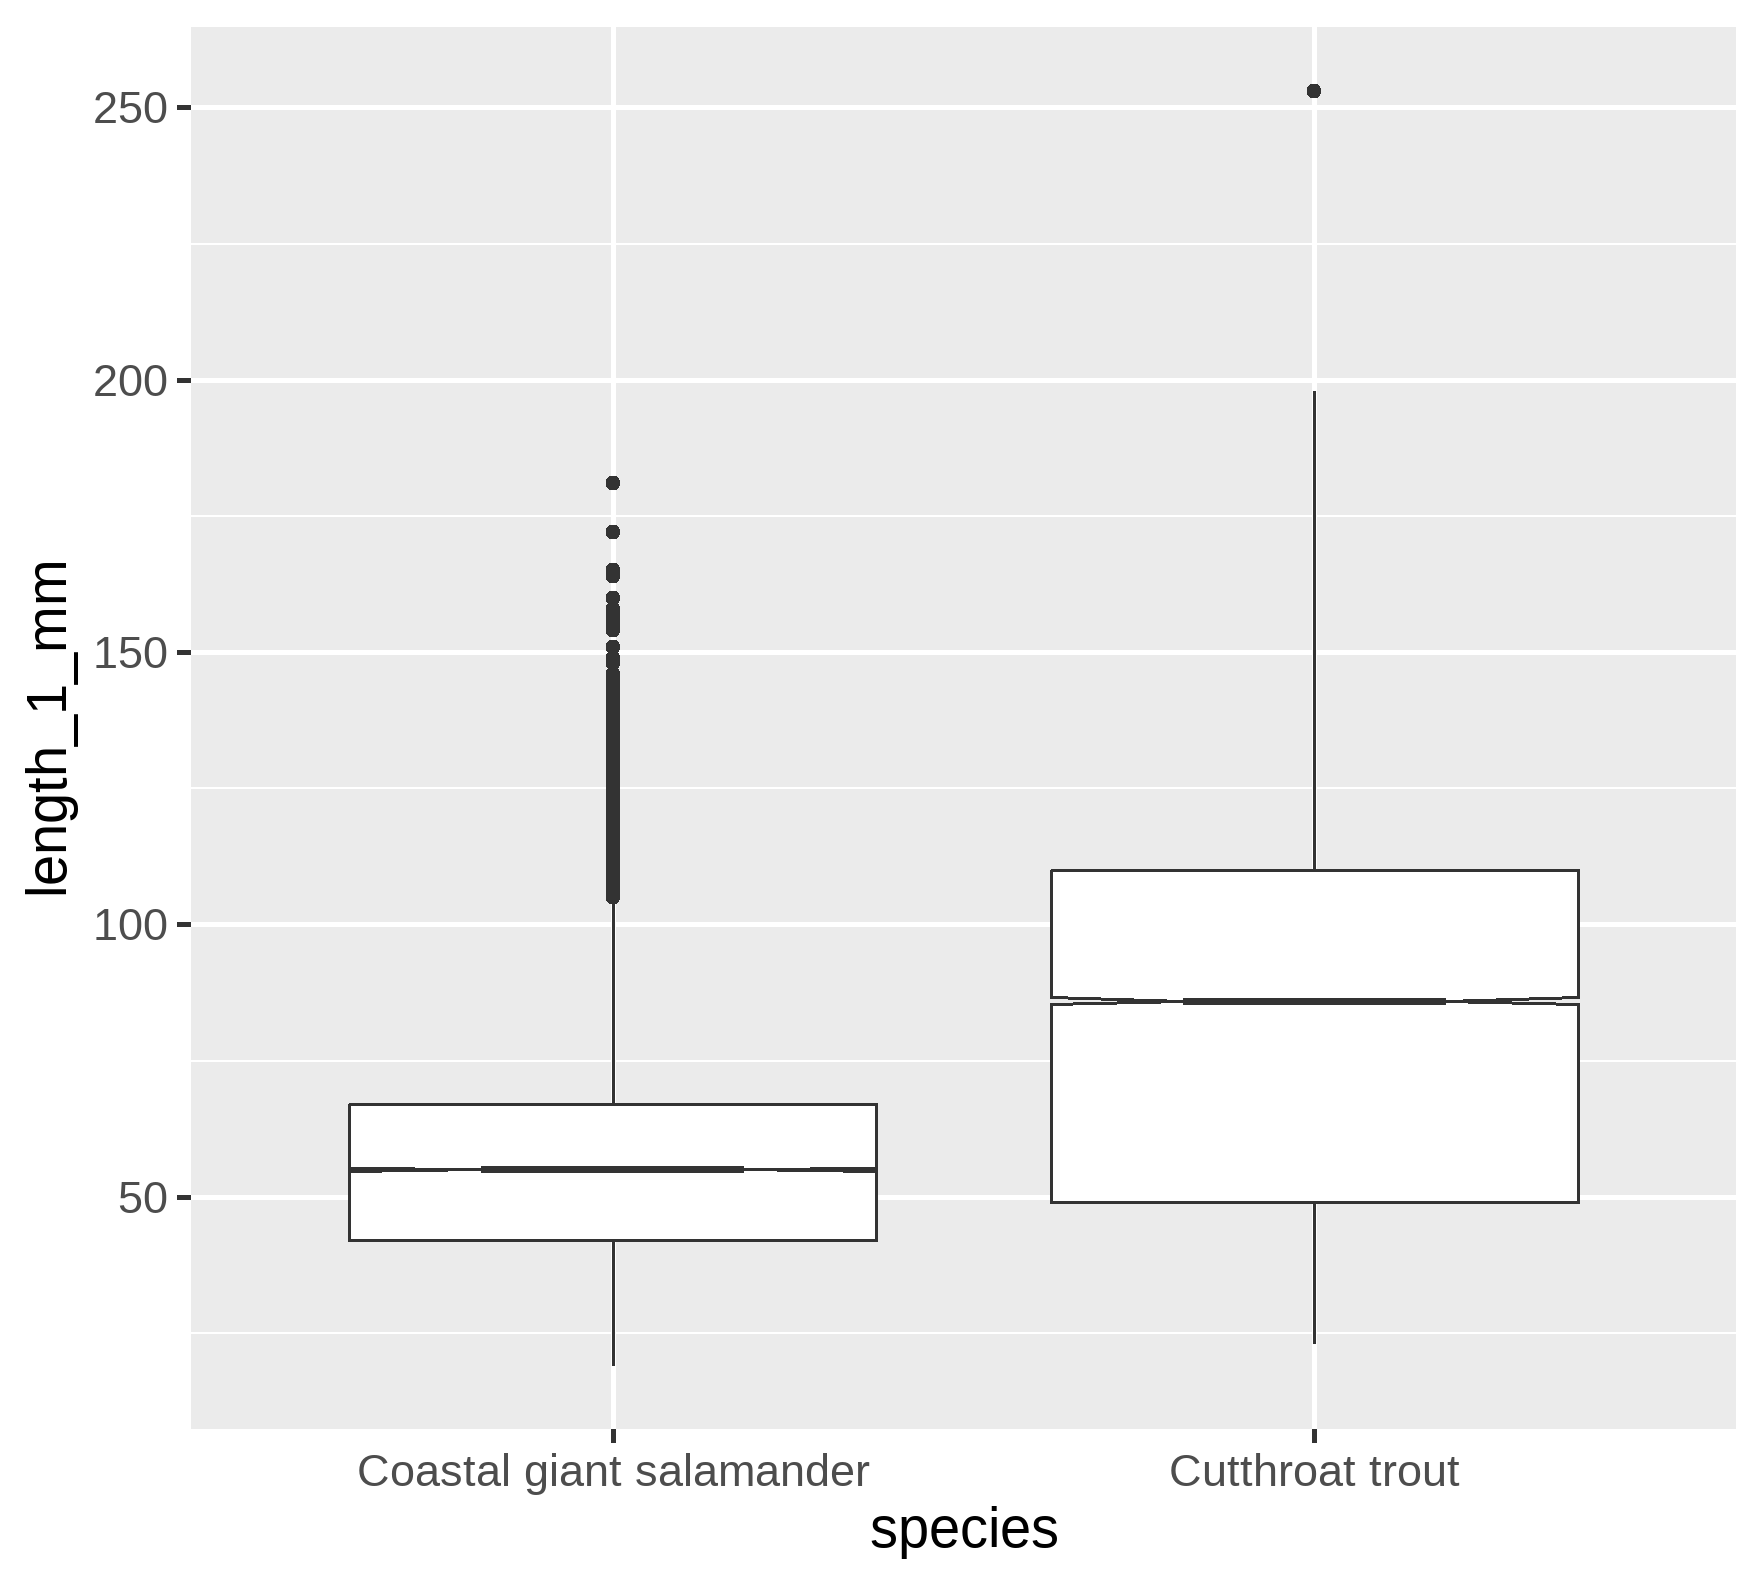 250
200
150
100
50
length_1_mm
Coastal giant salamander
Cutthroat trout
species